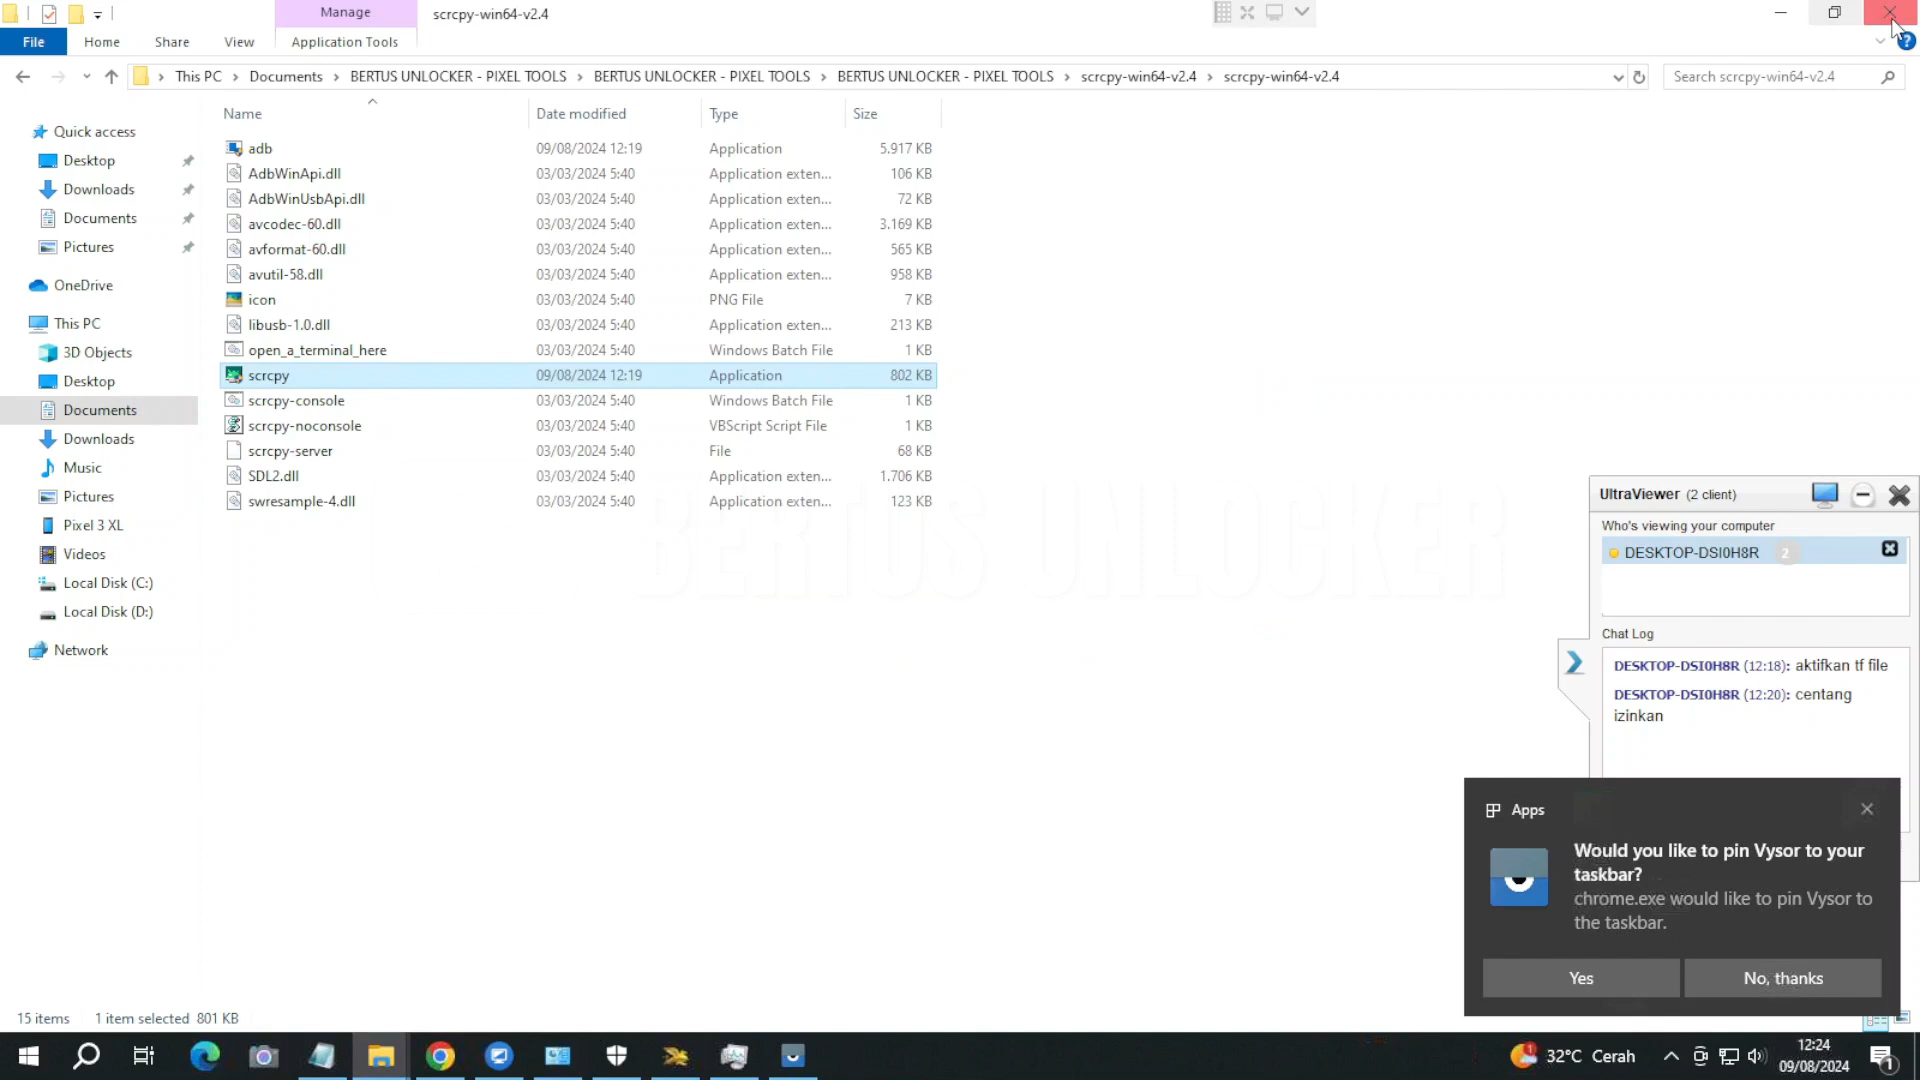 Manage
scrcpy-win64-v2.4
File
Home
Share
View
Application Tools
This PC
Documents
BERTUS UNLOCKER - PIXEL TOOLS
BERTUS UNLOCKER - PIXEL TOOLS
BERTUS UNLOCKER - PIXEL TOOLS
scrcpy-win64-v2.4
scrcpy-win64-v2.4
Search scrcpy-win64-v2.4
Name Date modified Type Size
adb 09/08/2024 12:19 Application 5.917 KB
AdbWinApi.dll 03/03/2024 5:40 Application exten... 106 KB
AdbWinUsbApi.dll 03/03/2024 5:40 Application exten... 72 KB
avcodec-60.dll 03/03/2024 5:40 Application exten... 3.169 KB
avformat-60.dll 03/03/2024 5:40 Application exten... 565 KB
avutil-58.dll 03/03/2024 5:40 Application exten... 958 KB
icon 03/03/2024 5:40 PNG File 7 KB
libusb-1.0.dll 03/03/2024 5:40 Application exten... 213 KB
open_a_terminal_here 03/03/2024 5:40 Windows Batch File 1 KB
scrcpy 09/08/2024 12:19 Application 802 KB
scrcpy-console 03/03/2024 5:40 Windows Batch File 1 KB
scrcpy-noconsole 03/03/2024 5:40 VBScript Script File 1 KB
scrcpy-server 03/03/2024 5:40 File 68 KB
SDL2.dll 03/03/2024 5:40 Application exten... 1.706 KB
swresample-4.dll 03/03/2024 5:40 Application exten... 123 KB
Quick access
Desktop
Downloads
Documents
Pictures
OneDrive
This PC
3D Objects
Desktop
Documents
Downloads
Music
Pictures
Pixel 3 XL
Videos
Local Disk (C:)
Local Disk (D:)
Network
BERTUS UNLOCKER
UltraViewer (2 client)
Who's viewing your computer
DESKTOP-DSI0H8R 2
Chat Log
DESKTOP-DSI0H8R (12:18): aktifkan tf file
DESKTOP-DSI0H8R (12:20): centang
izinkan
Apps
Would you like to pin Vysor to your
taskbar?
chrome.exe would like to pin Vysor to
the taskbar.
Yes
No, thanks
15 items 1 item selected 801 KB
1
32°C Cerah
12:24
09/08/2024
1